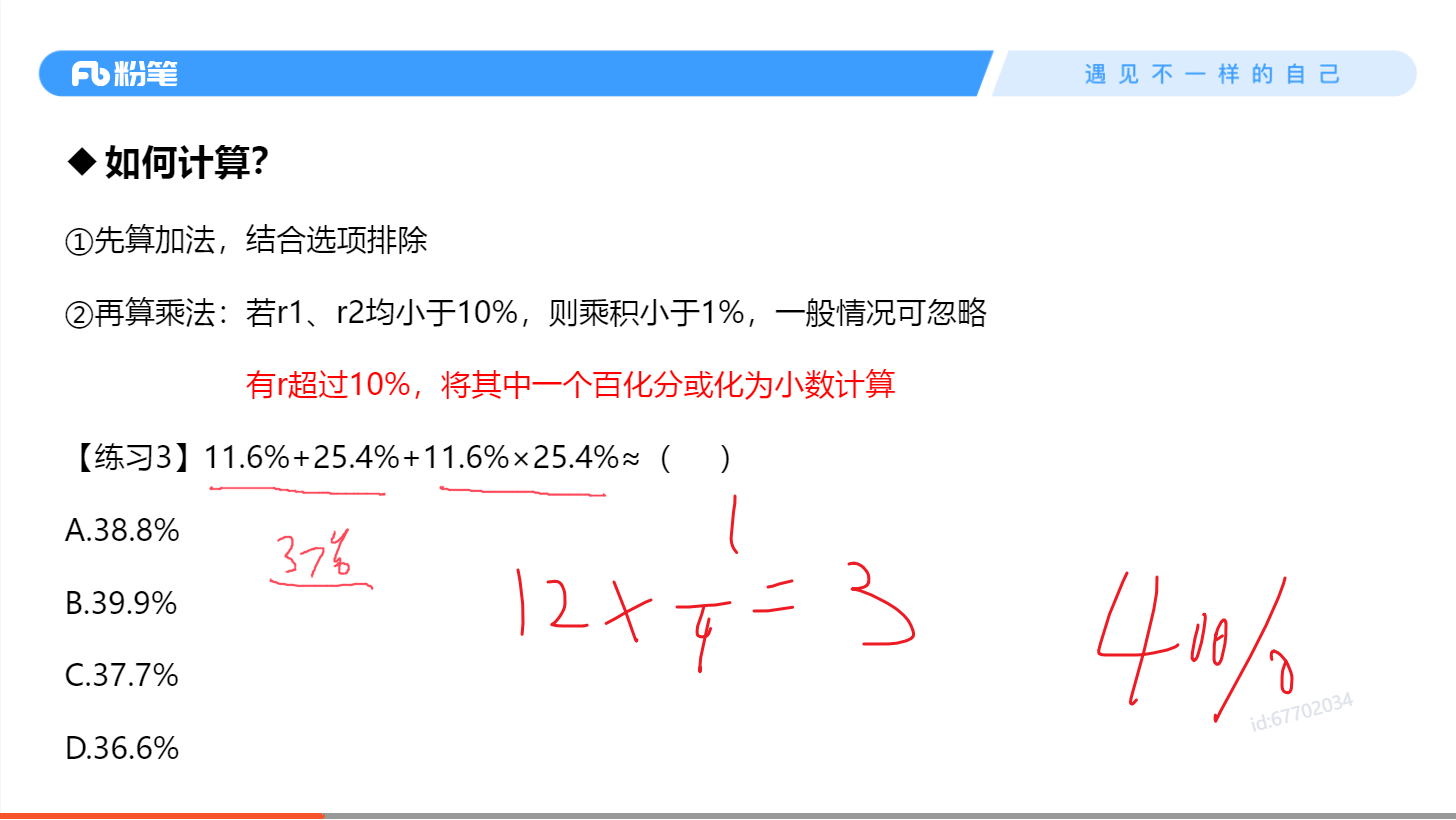 粉笔
遇见不一样的自己
◆如何计算?
①先算加法，结合选项排除
②再算乘法：若r1、r2均小于10%，则乘积小于1%，一般情况可忽略
有r超过10%，将其中一个百化分或化为小数计算
【练习3】11.6%+25.4%+11.6%×25.4%≈（ ）
A.38.8%
37%
12×1/4=3
B.39.9%
C.37.7%
id:67702034
D.36.6%